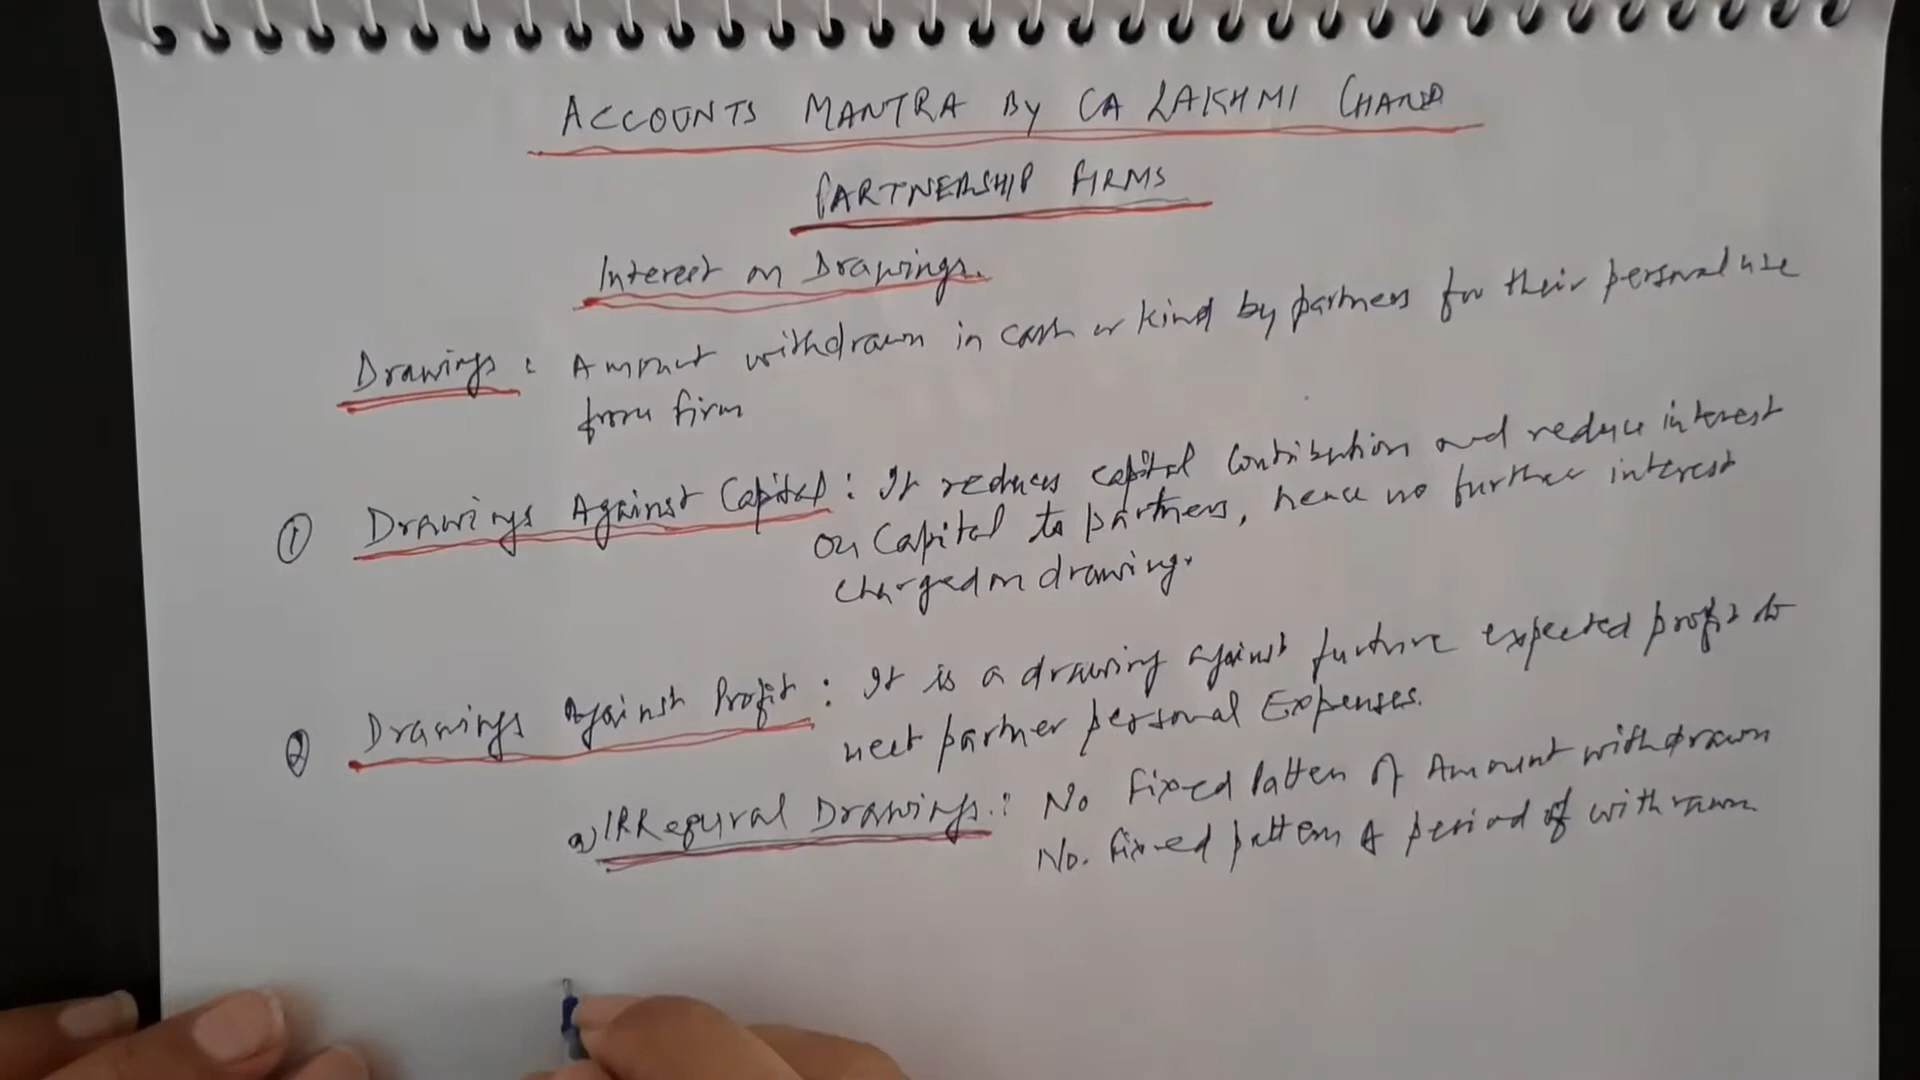 ACCOUNTS MANTRA BY CA LAKHMI CHAND
PARTNERSHIP FIRMS
Interest on Drawings.
Drawings : Amount withdrawn in cash or kind by partners for their personal use
from firm
① Drawings Against Capital : It reduces capital contribution and reduce interest
on Capital to partners, hence no further interest
charged on drawing.
② Drawings Against Profit : It is a drawing against furture expected profit to
meet partner personal Expenses.
a) IRRegural Drawings. : No fixed Patten of Amount withdrawn
No. fixed pattern of period of withrawn